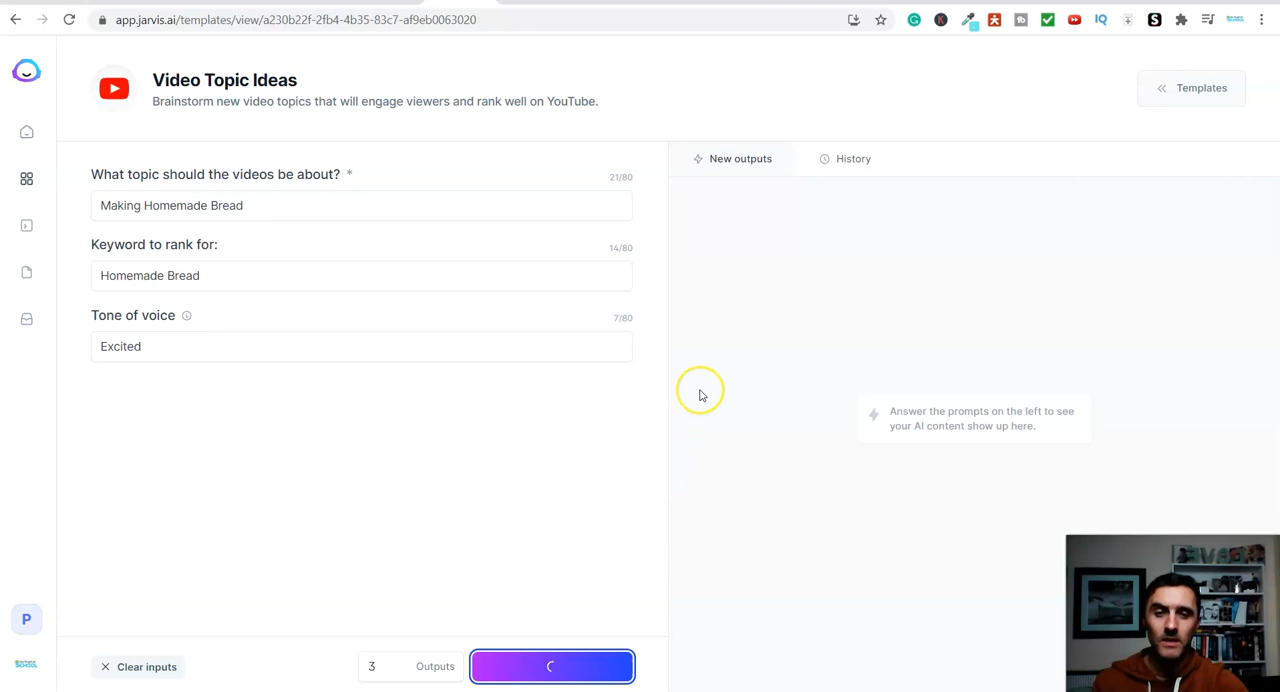 app.jarvis.ai/templates/view/a230b22f-2fb4-4b35-83c7-af9eb0063020
Video Topic Ideas
Brainstorm new video topics that will engage viewers and rank well on YouTube.
Templates
What topic should the videos be about? *
21/80
Making Homemade Bread
Keyword to rank for:
14/80
Homemade Bread
Tone of voice
7/80
Excited
New outputs
History
Answer the prompts on the left to see
your AI content show up here.
P
Clear inputs
3 Outputs